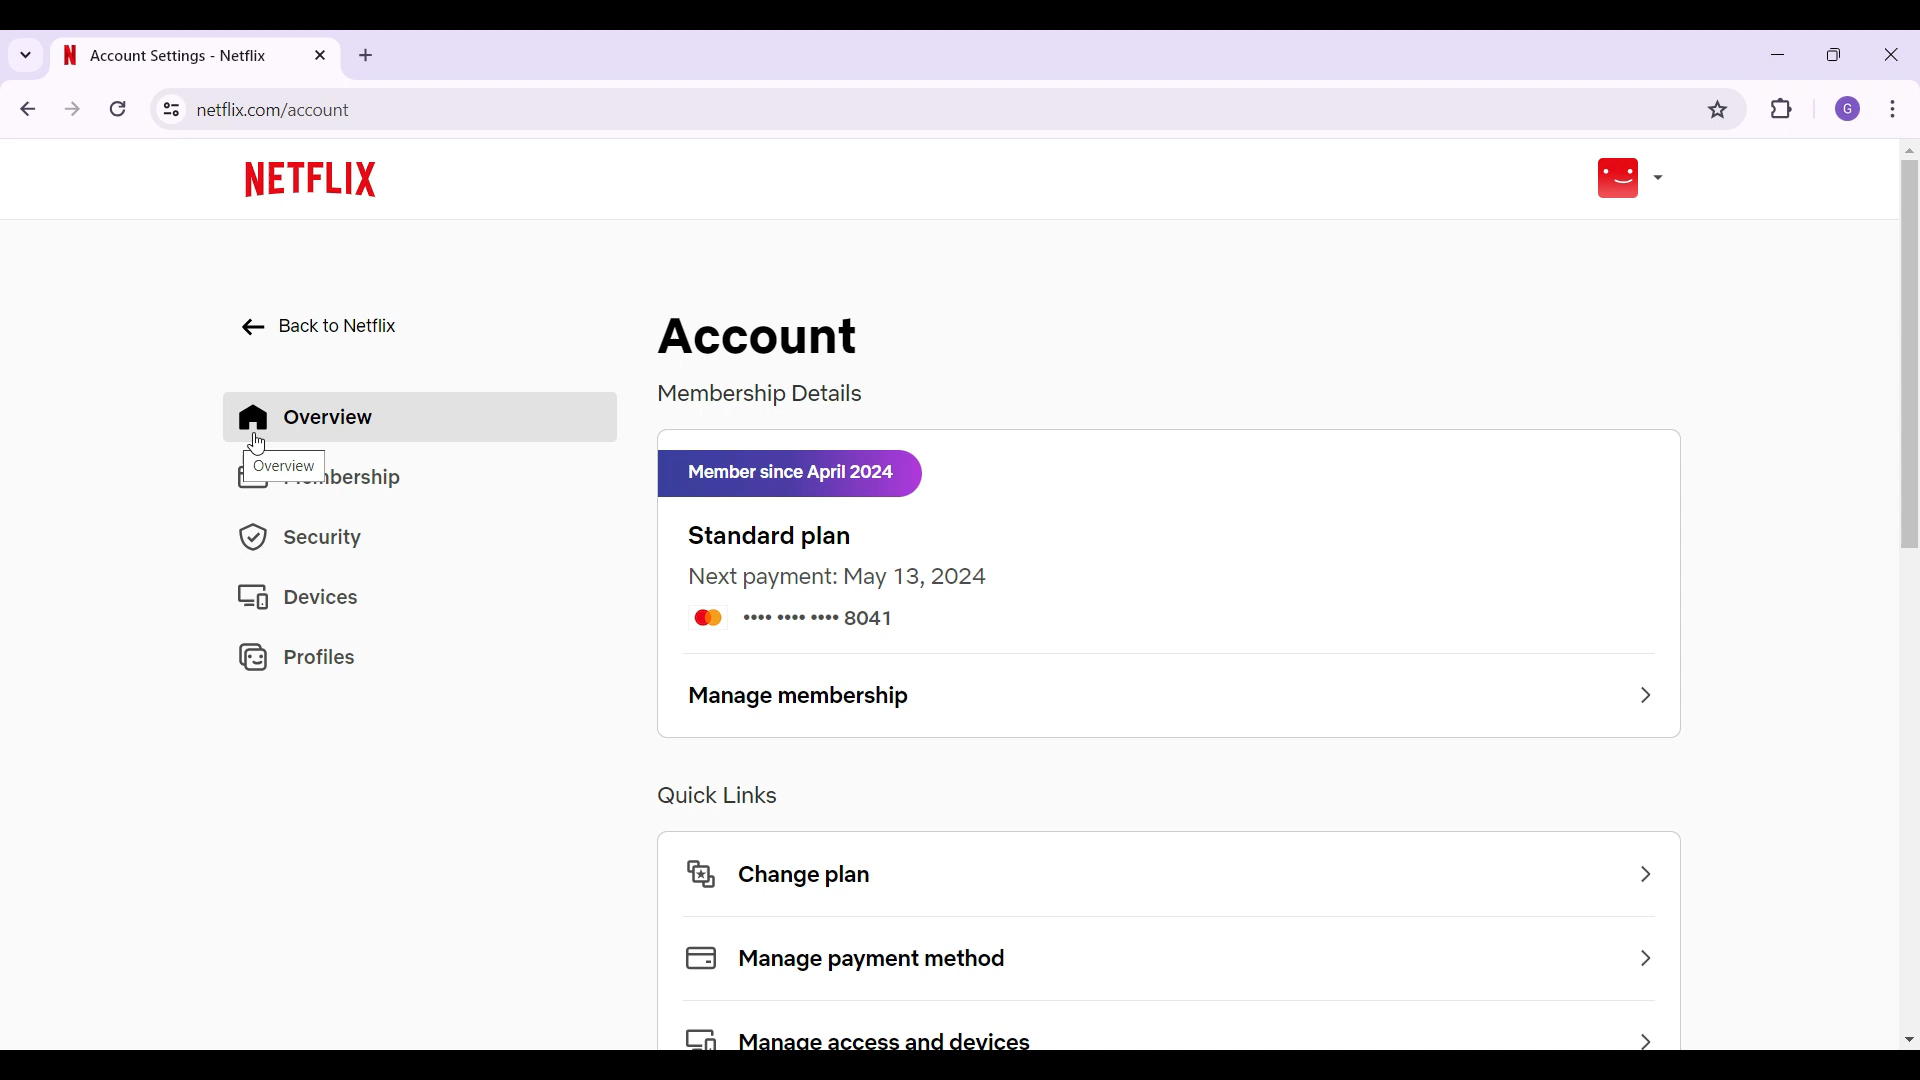 Account Settings - Netflix
netflix.com/account
G
NETFLIX
Back to Netflix
Overview
Overview
bership
Security
Devices
Profiles
Account
Membership Details
Member since April 2024
Standard plan
Next payment: May 13, 2024
•••• •••• •••• 8041
Manage membership
Quick Links
Change plan
Manage payment method
Manage access and devices